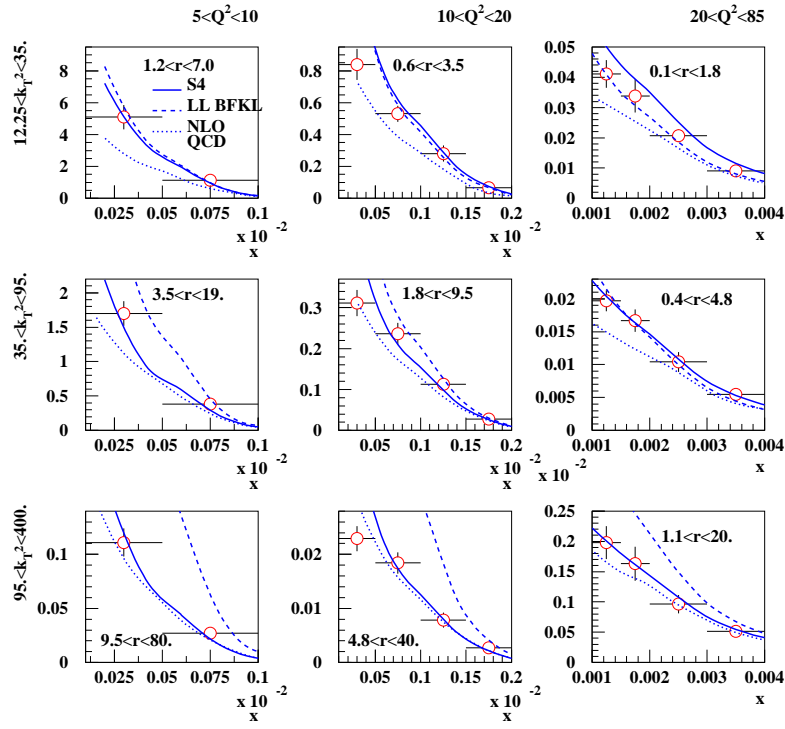 5<Q²<10 10<Q²<20 20<Q²<85
12.25<k_T²<35.
1.2<r<7.0
S4
LL BFKL
NLO
QCD
8
6
4
2
0
0.025 0.05 0.075 0.1
x 10 -2
x
0.6<r<3.5
0.8
0.6
0.4
0.2
0
0.05 0.1 0.15 0.2
x 10 -2
x
0.1<r<1.8
0.05
0.04
0.03
0.02
0.01
0
0.001 0.002 0.003 0.004
x
35.<k_T²<95.
3.5<r<19.
2
1.5
1
0.5
0
0.025 0.05 0.075 0.1
x 10 -2
x
1.8<r<9.5
0.3
0.2
0.1
0
0.05 0.1 0.15 0.2
x 10 -2
x
0.4<r<4.8
0.02
0.015
0.01
0.005
0
0.001 0.002 0.003 0.004
x
95.<k_T²<400.
9.5<r<80.
0.1
0.05
0
0.025 0.05 0.075 0.1
x 10 -2
x
4.8<r<40.
0.02
0.01
0
0.05 0.1 0.15 0.2
x 10 -2
x
x 10 -2
1.1<r<20.
0.25
0.2
0.15
0.1
0.05
0
0.001 0.002 0.003 0.004
x